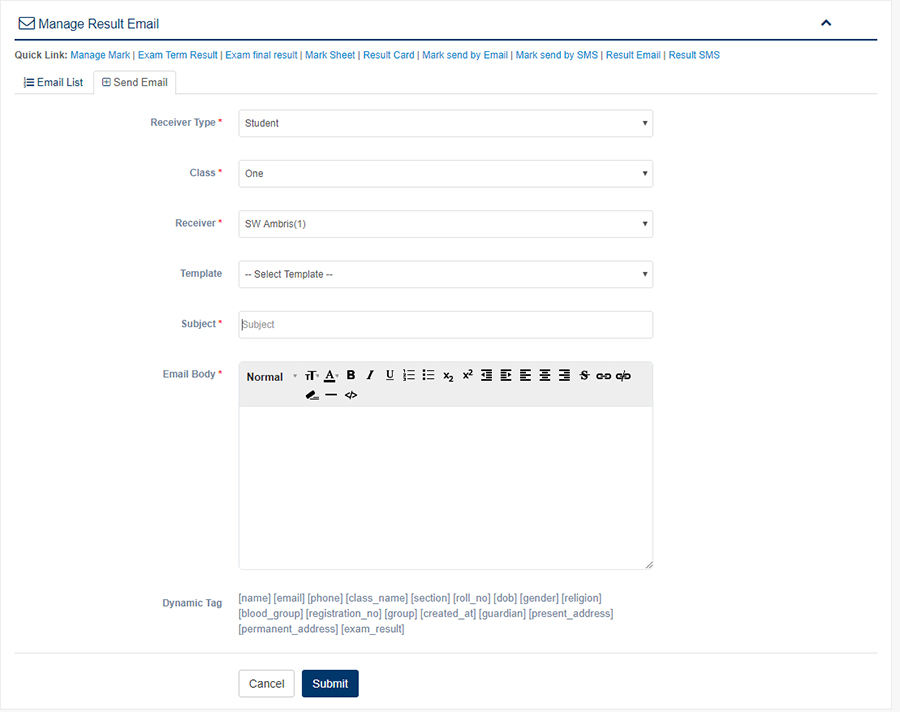 Manage Result Email
Quick Link: Manage Mark | Exam Term Result | Exam final result | Mark Sheet | Result Card | Mark send by Email | Mark send by SMS | Result Email | Result SMS
Email List Send Email
Receiver Type * Student
Class * One
Receiver * SW Ambris(1)
Template -- Select Template --
Subject * Subject
Email Body * Normal
Dynamic Tag [name] [email] [phone] [class_name] [section] [roll_no] [dob] [gender] [religion]
[blood_group] [registration_no] [group] [created_at] [guardian] [present_address]
[permanent_address] [exam_result]
Cancel Submit